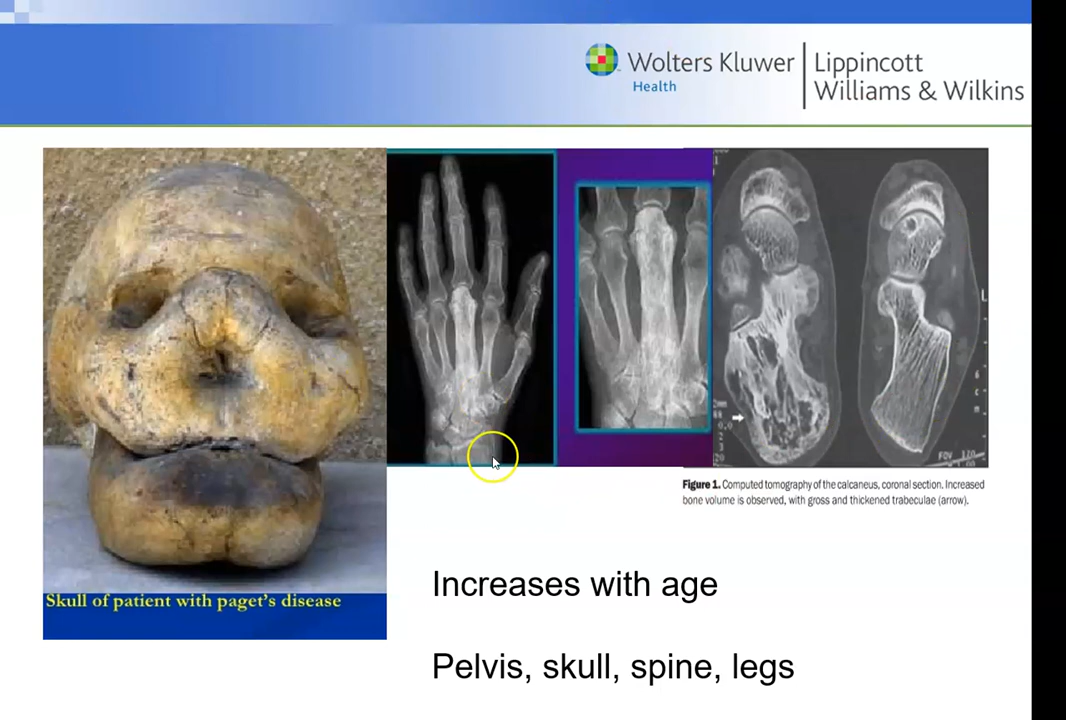 Wolters Kluwer
Health
Lippincott
Williams & Wilkins
Figure 1. Computed tomography of the calcaneus, coronal section. Increased
bone volume is observed, with gross and thickened trabeculae (arrow).
Skull of patient with paget's disease
Increases with age
Pelvis, skull, spine, legs